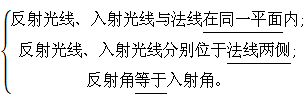 反射光线、入射光线与法线在同一平面内；
反射光线、入射光线分别位于法线两侧；
反射角等于入射角。